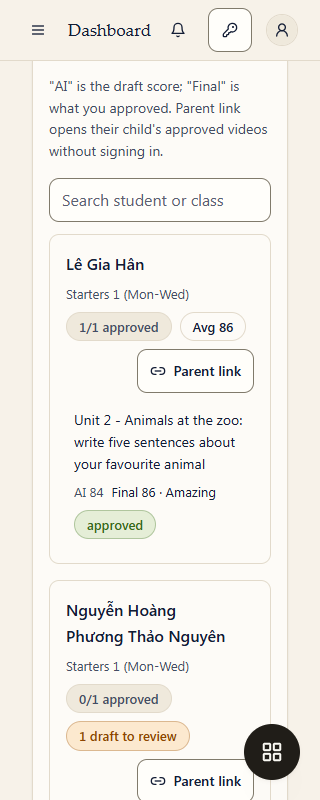 Dashboard
"AI" is the draft score; "Final" is
what you approved. Parent link
opens their child's approved videos
without signing in.
Search student or class
Lê Gia Hân
Starters 1 (Mon-Wed)
1/1 approved Avg 86
Parent link
Unit 2 - Animals at the zoo:
write five sentences about
your favourite animal
AI 84 Final 86 · Amazing
approved
Nguyễn Hoàng
Phương Thảo Nguyên
Starters 1 (Mon-Wed)
0/1 approved
1 draft to review
Parent link